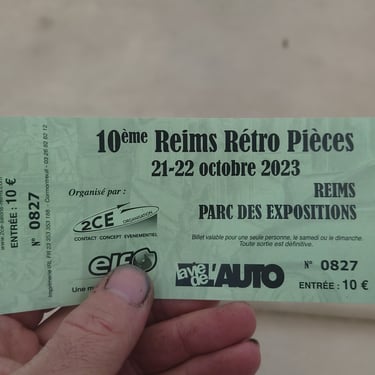 10ème Reims Rétro Pièces
21-22 octobre 2023
REIMS
PARC DES EXPOSITIONS
Organisé par :
2CE
ORGANISATION
CONTACT CONCEPT EVENEMENTIEL
Billet valable pour une seule personne, le samedi ou le dimanche.
Toute sortie est définitive.
Une m
la vie de L'AUTO
N° 0827
ENTRÉE : 10 €
ENTRÉE : 10 €
N° 0827